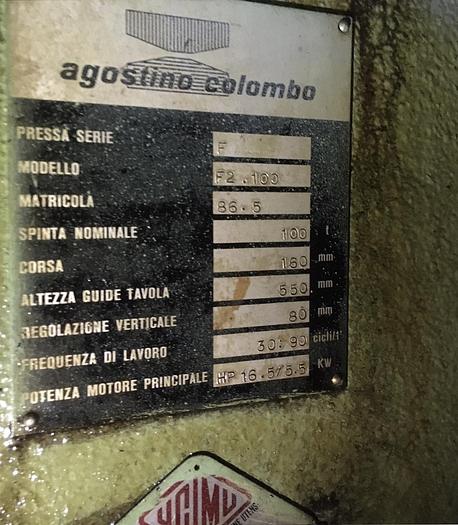 agostino colombo
PRESSA SERIE F
MODELLO F2.100
MATRICOLA 86.5
SPINTA NOMINALE 100 t
CORSA 160 mm
ALTEZZA GUIDE TAVOLA 550 mm
REGOLAZIONE VERTICALE 80 mm
FREQUENZA DI LAVORO 30:90 cicli/1'
POTENZA MOTORE PRINCIPALE HP 16.5/5.5 KW
UCIMU